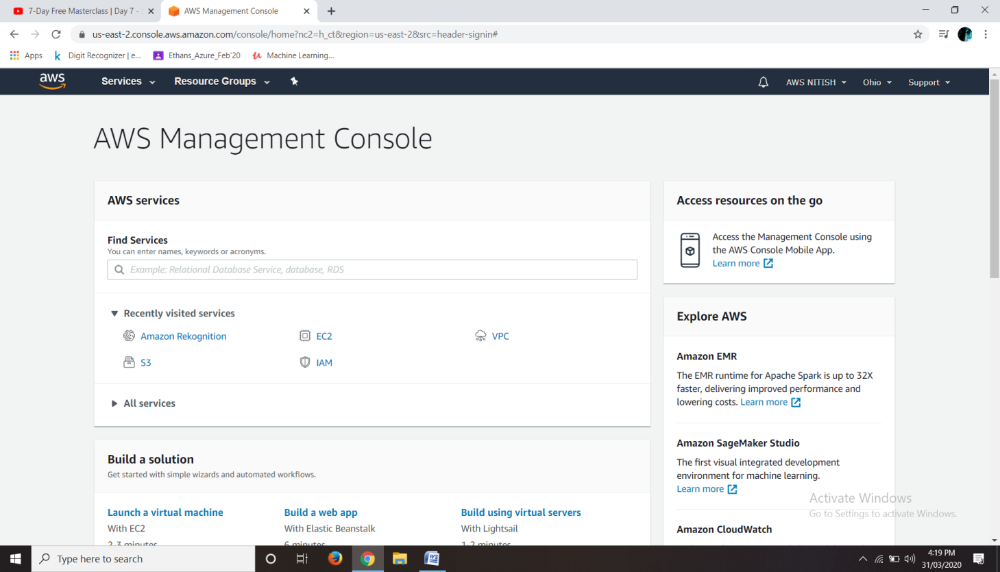 7-Day Free Masterclass | Day 7 -
AWS Management Console
us-east-2.console.aws.amazon.com/console/home?nc2=h_ct&region=us-east-2&src=header-signin#
Apps
Digit Recognizer | e...
Ethans_Azure_Feb'20
Machine Learning...
aws
Services
Resource Groups
AWS NITISH
Ohio
Support
AWS Management Console
AWS services
Find Services
You can enter names, keywords or acronyms.
Example: Relational Database Service, database, RDS
Recently visited services
Amazon Rekognition
EC2
VPC
S3
IAM
All services
Build a solution
Get started with simple wizards and automated workflows.
Launch a virtual machine
With EC2
2-3 minutes
Build a web app
With Elastic Beanstalk
6 minutes
Build using virtual servers
With Lightsail
1-2 minutes
Access resources on the go
Access the Management Console using
the AWS Console Mobile App.
Learn more
Explore AWS
Amazon EMR
The EMR runtime for Apache Spark is up to 32X
faster, delivering improved performance and
lowering costs. Learn more
Amazon SageMaker Studio
The first visual integrated development
environment for machine learning.
Learn more
Amazon CloudWatch
Activate Windows
Go to Settings to activate Windows.
Type here to search
4:19 PM
31/03/2020